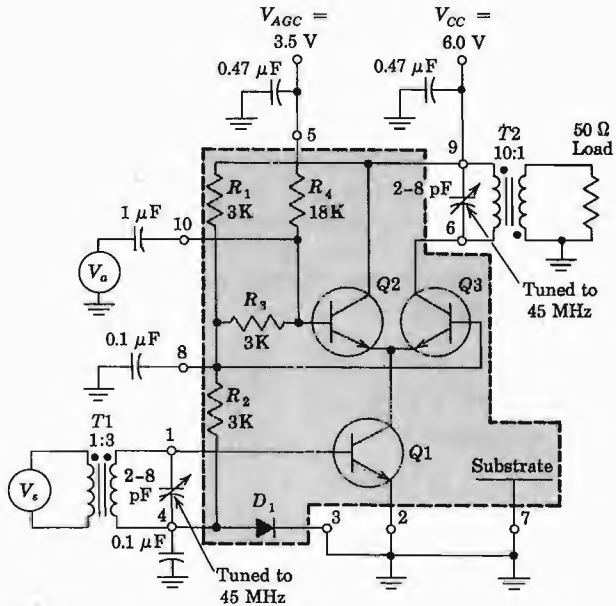 V_AGC =
3.5 V
V_CC =
6.0 V
0.47 μF
0.47 μF
5
9
T2
10:1
50 Ω
Load
R1
3K
R4
18K
2–8 pF
6
1 μF
10
Va
Q2
Q3
Tuned to
45 MHz
R3
3K
0.1 μF
8
R2
3K
T1
1:3
1
Q1
Vs
2–8
pF
Substrate
D1
4
3
2
7
0.1 μF
Tuned to
45 MHz